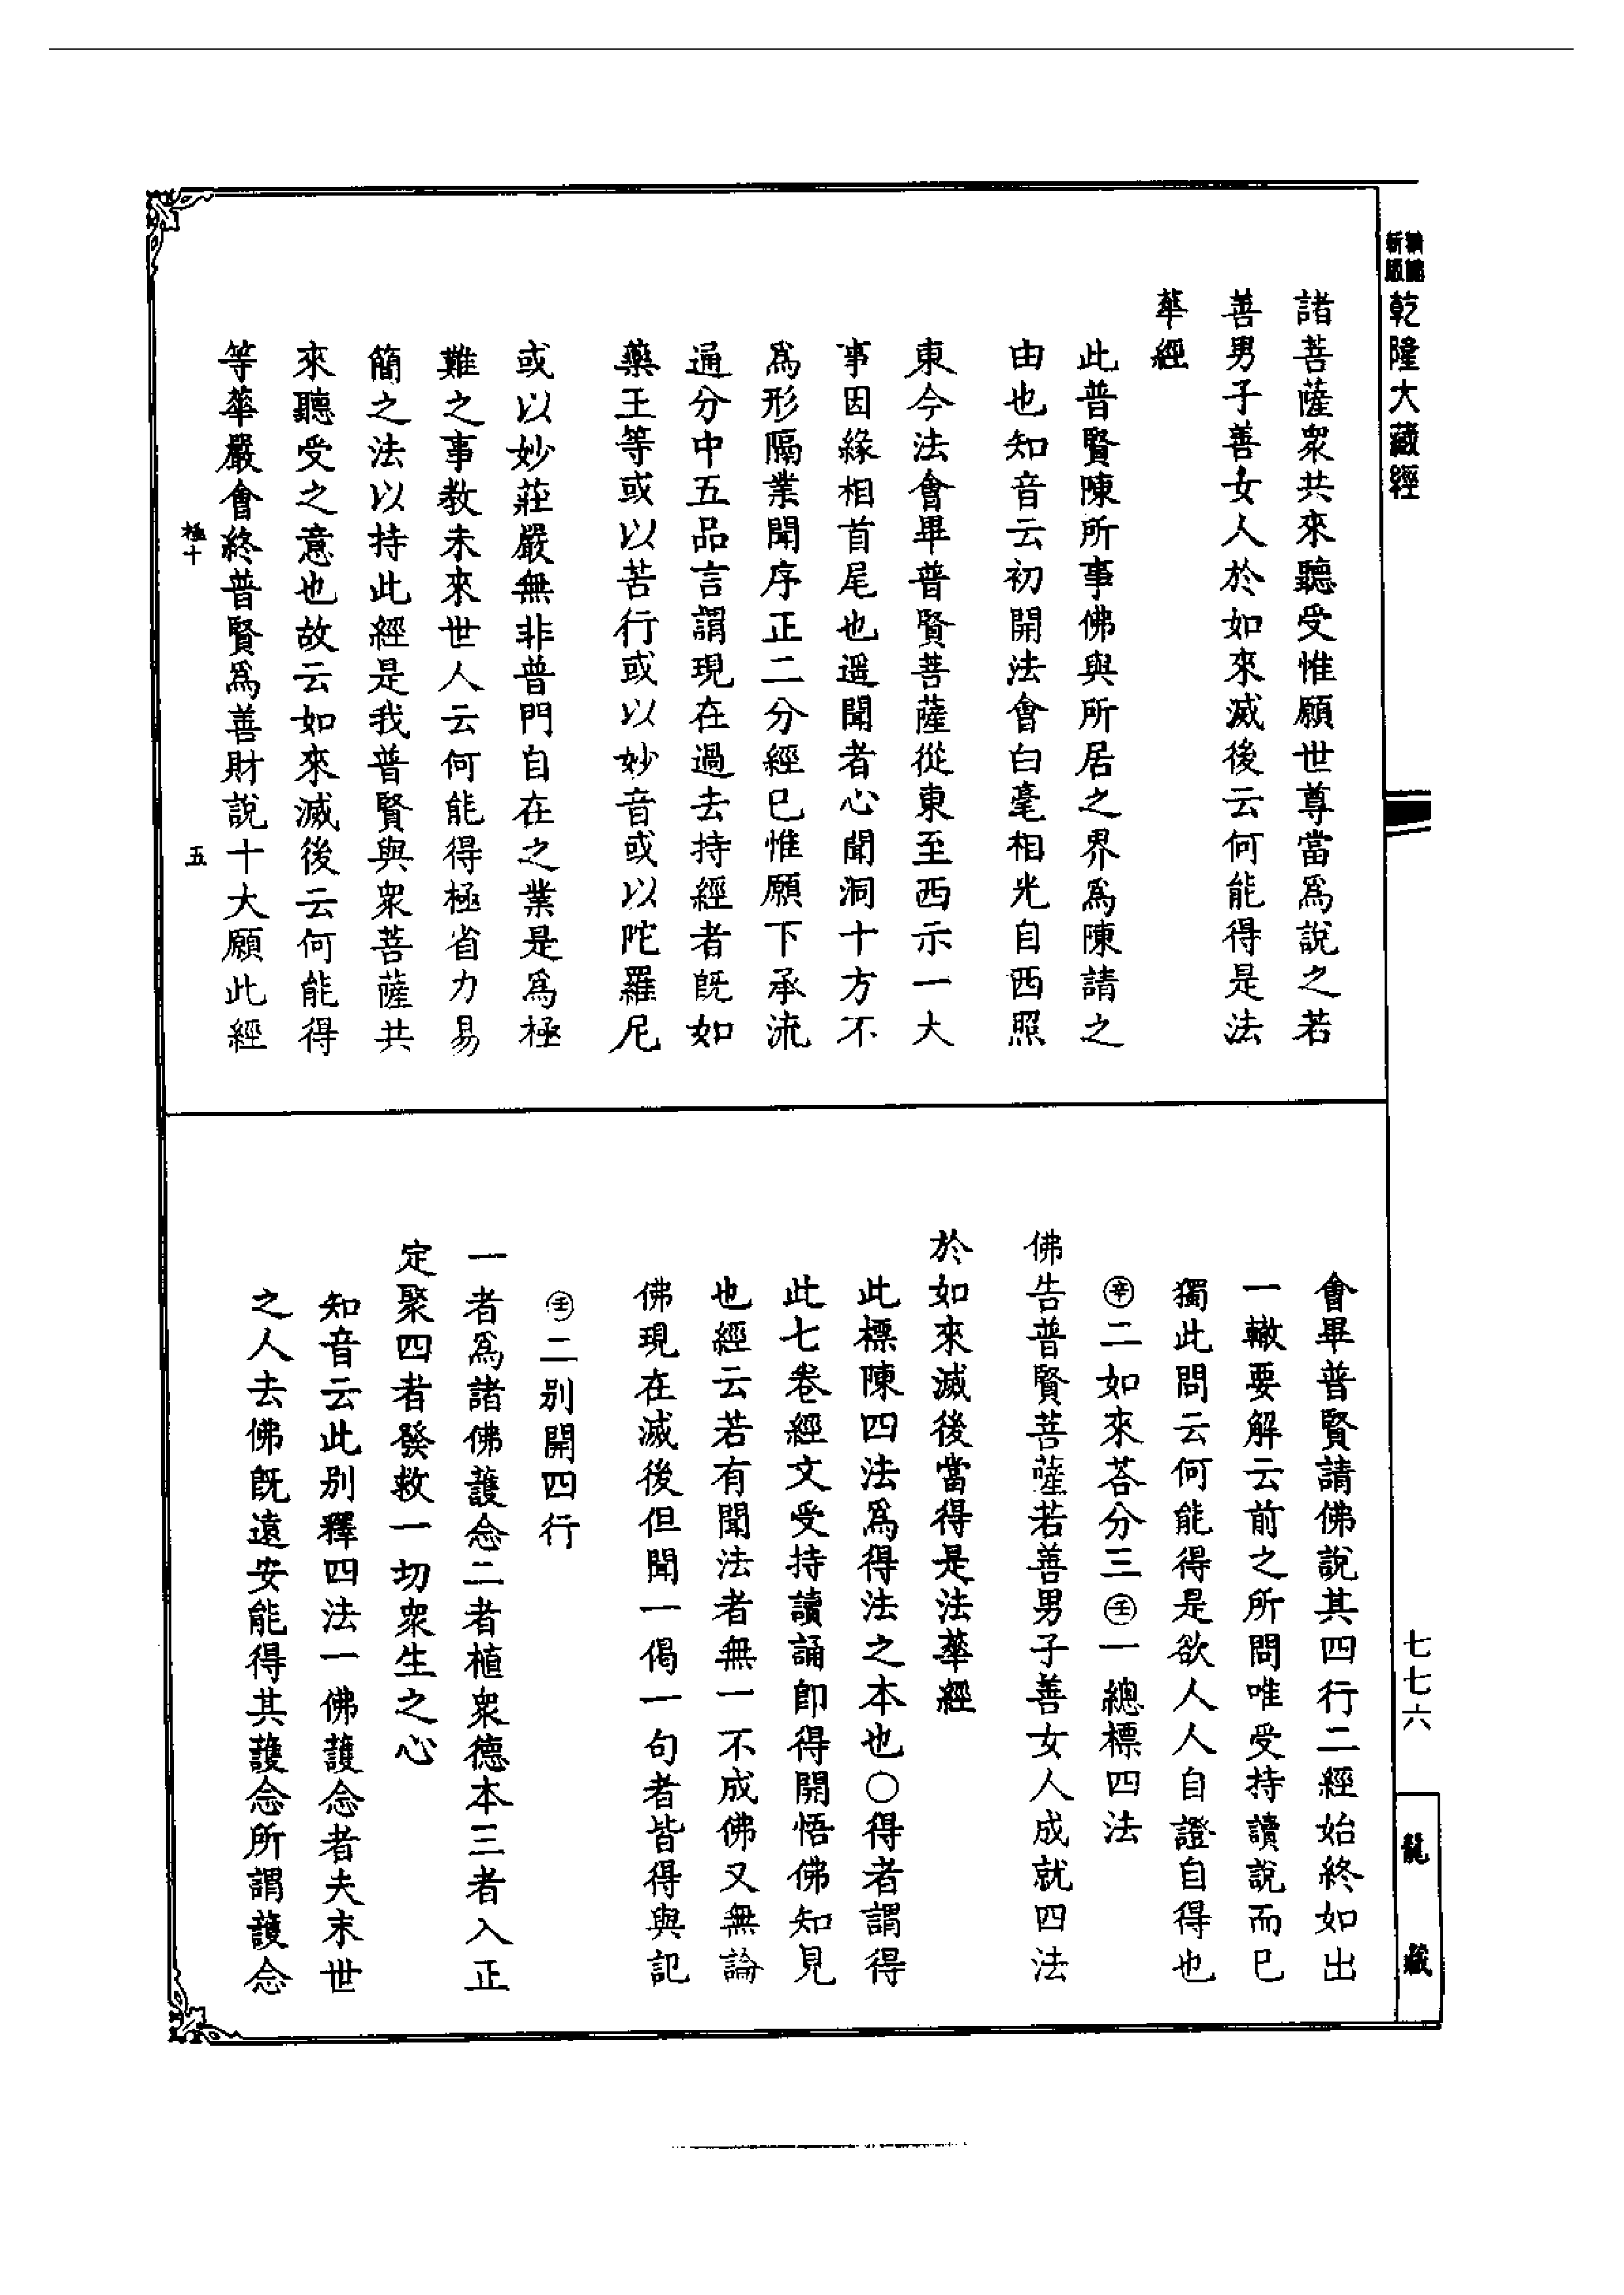 乾隆大藏經
諸菩薩衆共來聽受惟願世尊當爲說之若
善男子善女人於如來滅後云何能得是法
華經
此普賢陳所事佛與所居之界爲陳請之
由也知音云初開法會白毫相光自西照
東今法會畢普賢菩薩從東至西示一大
事因緣相首尾也遥聞者心聞洞十方不
爲形隔業聞序正二分經已惟願下承流
通分中五品言謂現在過去持經者旣如
藥王等或以苦行或以妙音或以陀羅尼
或以妙莊嚴無非普門自在之業是爲極
難之事教未來世人云何能得極省力易
簡之法以持此經是我普賢與衆菩薩共
來聽受之意也故云如來滅後云何能得
等華嚴會終普賢爲善財說十大願此經
極十 五
會畢普賢請佛說其四行二經始終如出
一轍要解云前之所問唯受持讀說而已
獨此問云何能得是欲人人自證自得也
㊛二如來荅分三㊂一總標四法
佛告普賢菩薩若善男子善女人成就四法
於如來滅後當得是法華經
此標陳四法爲得法之本也○得者謂得
此七卷經文受持讀誦卽得開悟佛知見
也經云若有聞法者無一不成佛又無論
佛現在滅後但聞一偈一句者皆得與記
二別開四行
一者爲諸佛護念二者植衆德本三者入正
定聚四者發救一切衆生之心
知音云此別釋四法一佛護念者夫末世
之人去佛旣遠安能得其護念所謂護念
七七六
龍藏